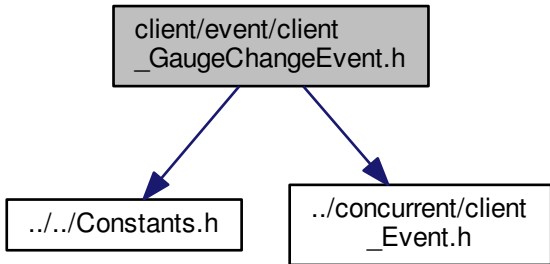 client/event/client
_GaugeChangeEvent.h
../../Constants.h
../concurrent/client
_Event.h